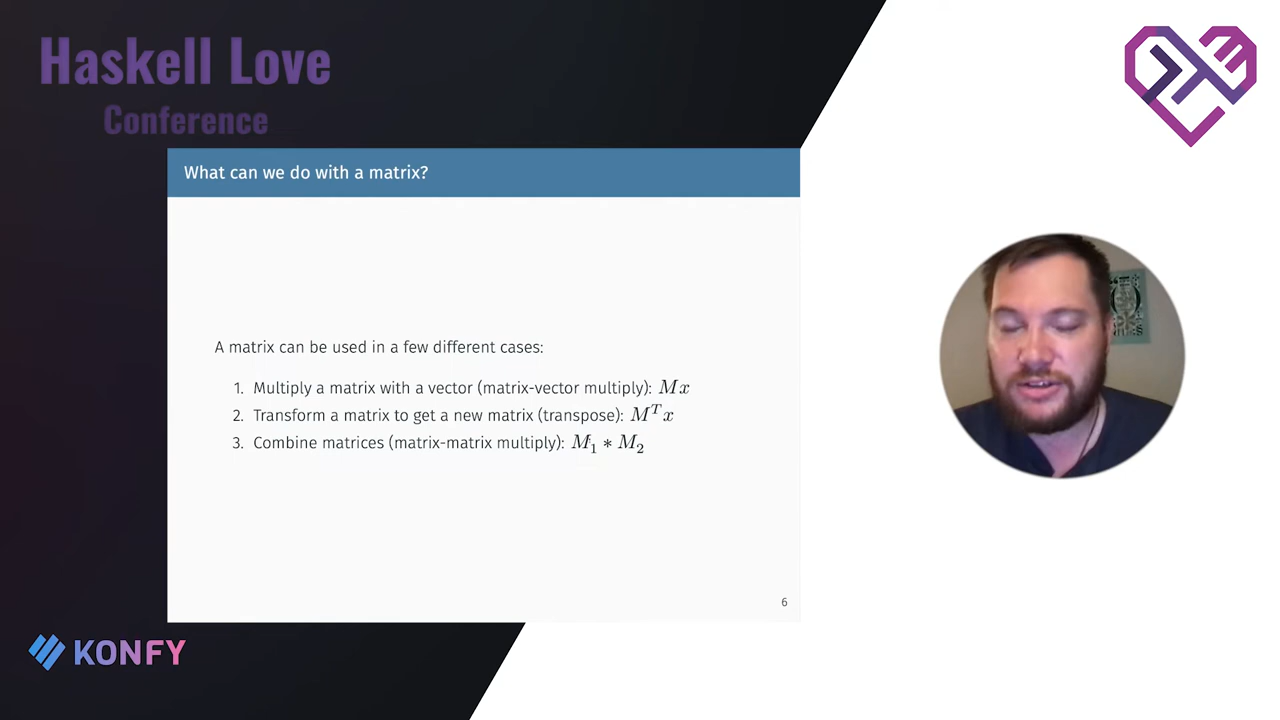 Haskell Love
Conference
What can we do with a matrix?
A matrix can be used in a few different cases:
1. Multiply a matrix with a vector (matrix-vector multiply): Mx
2. Transform a matrix to get a new matrix (transpose): M^T x
3. Combine matrices (matrix-matrix multiply): M₁ ∗ M₂
6
KONFY